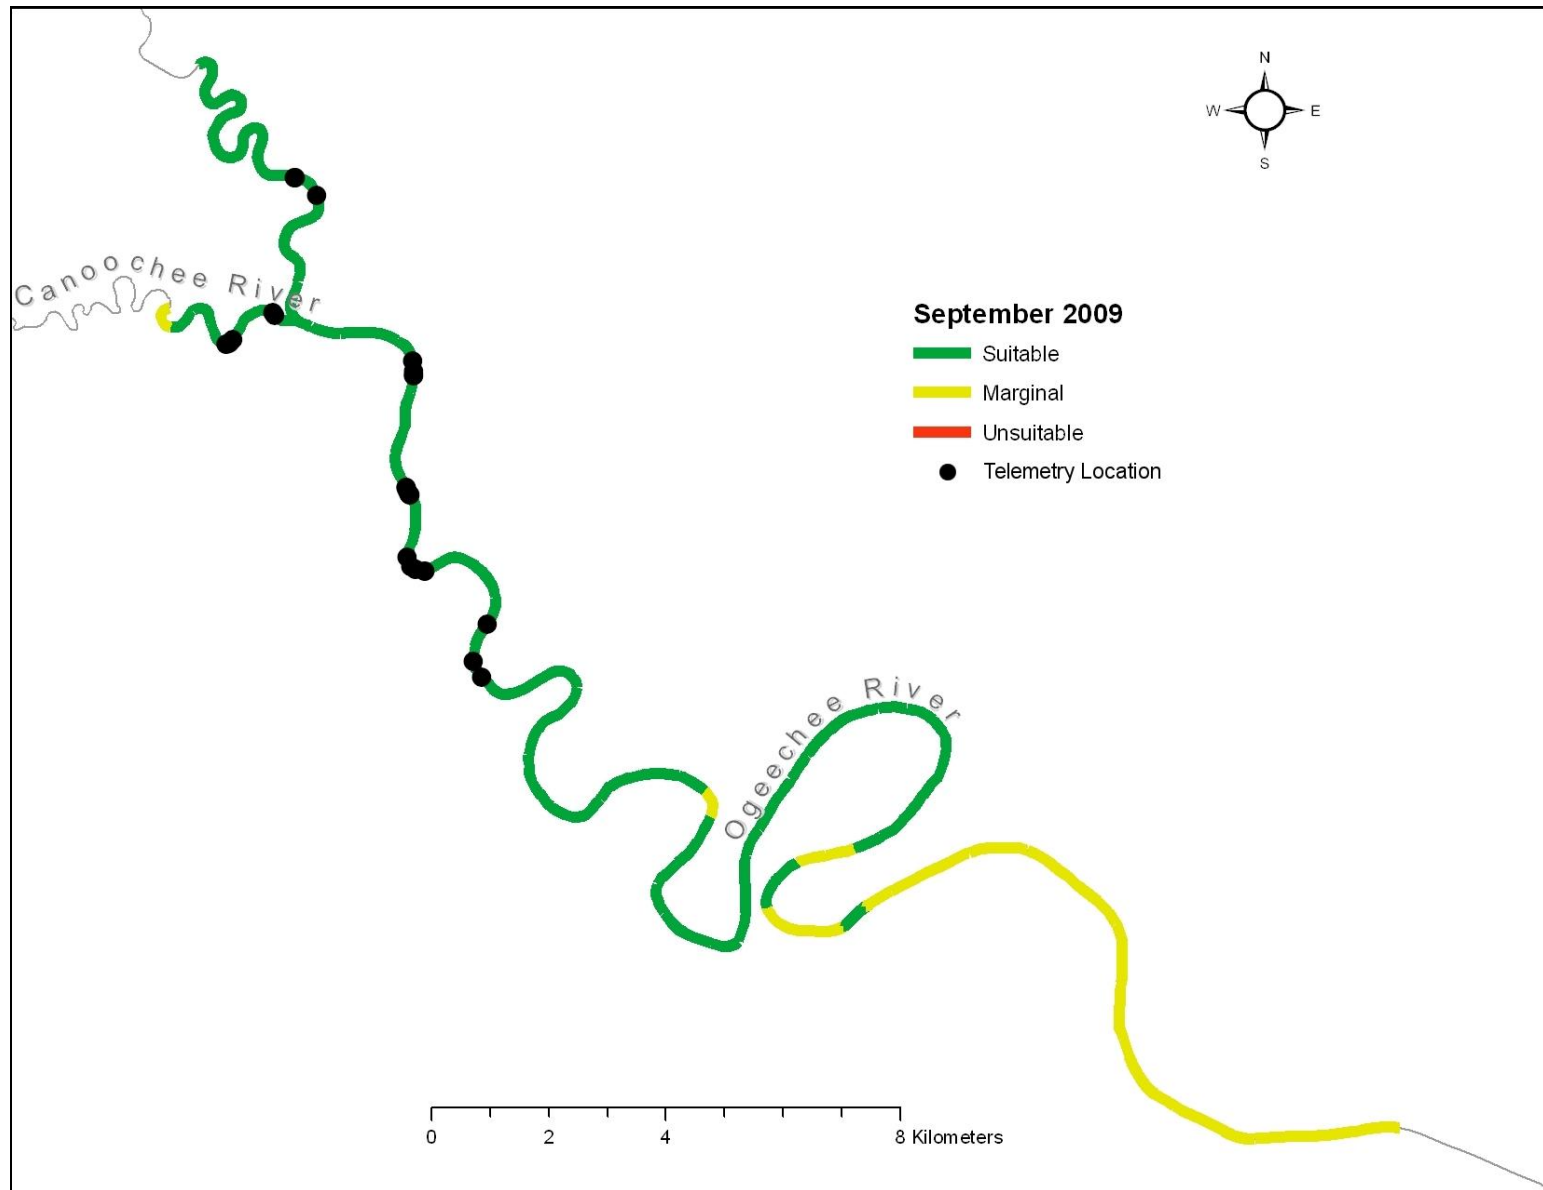 N
W E
S
Canoochee River
September 2009
Suitable
Marginal
Unsuitable
Telemetry Location
Ogeechee River
0 2 4 8 Kilometers